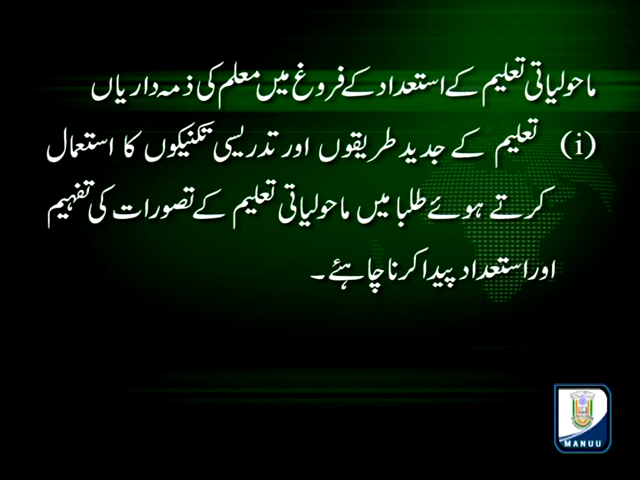 ماحولیاتی تعلیم کے استعداد کے فروغ میں معلم کی ذمہ داریاں
(i) تعلیم کے جدید طریقوں اور تدریسی تکنیکوں کا استعمال
کرتے ہوئے طلبا میں ماحولیاتی تعلیم کے تصورات کی تفہیم
اور استعداد پیدا کرنا چاہئے ۔
MANUU